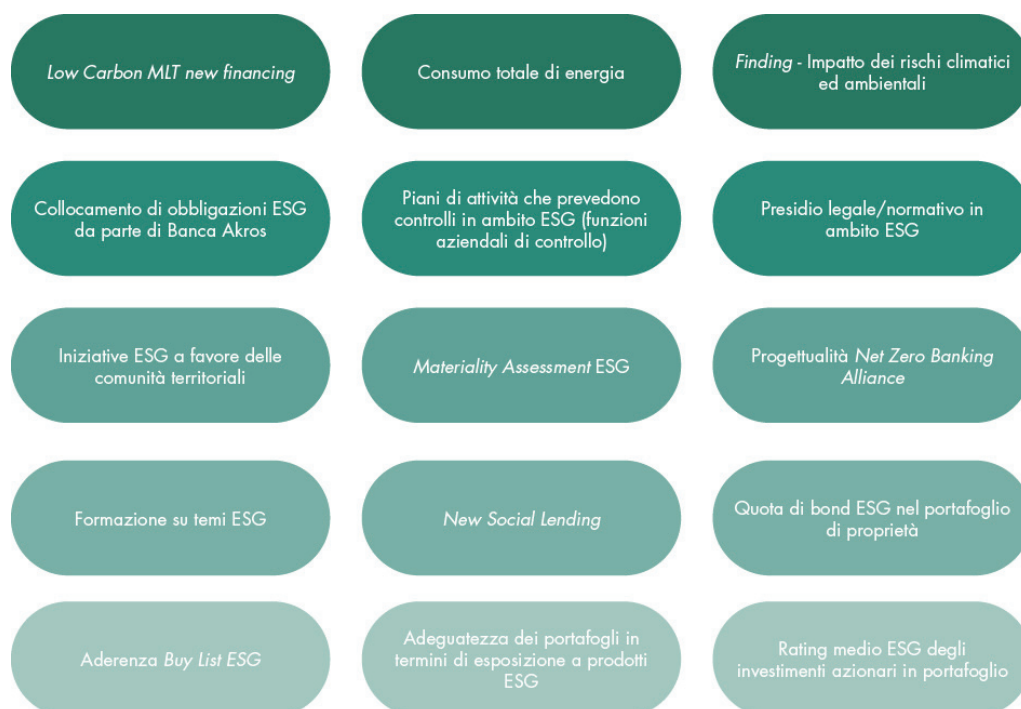 Low Carbon MLT new financing
Consumo totale di energia
Finding - Impatto dei rischi climatici
ed ambientali
Collocamento di obbligazioni ESG
da parte di Banca Akros
Piani di attività che prevedono
controlli in ambito ESG (funzioni
aziendali di controllo)
Presidio legale/normativo in
ambito ESG
Iniziative ESG a favore delle
comunità territoriali
Materiality Assessment ESG
Progettualità Net Zero Banking
Alliance
Formazione su temi ESG
New Social Lending
Quota di bond ESG nel portafoglio
di proprietà
Aderenza Buy List ESG
Adeguatezza dei portafogli in
termini di esposizione a prodotti
ESG
Rating medio ESG degli
investimenti azionari in portafoglio